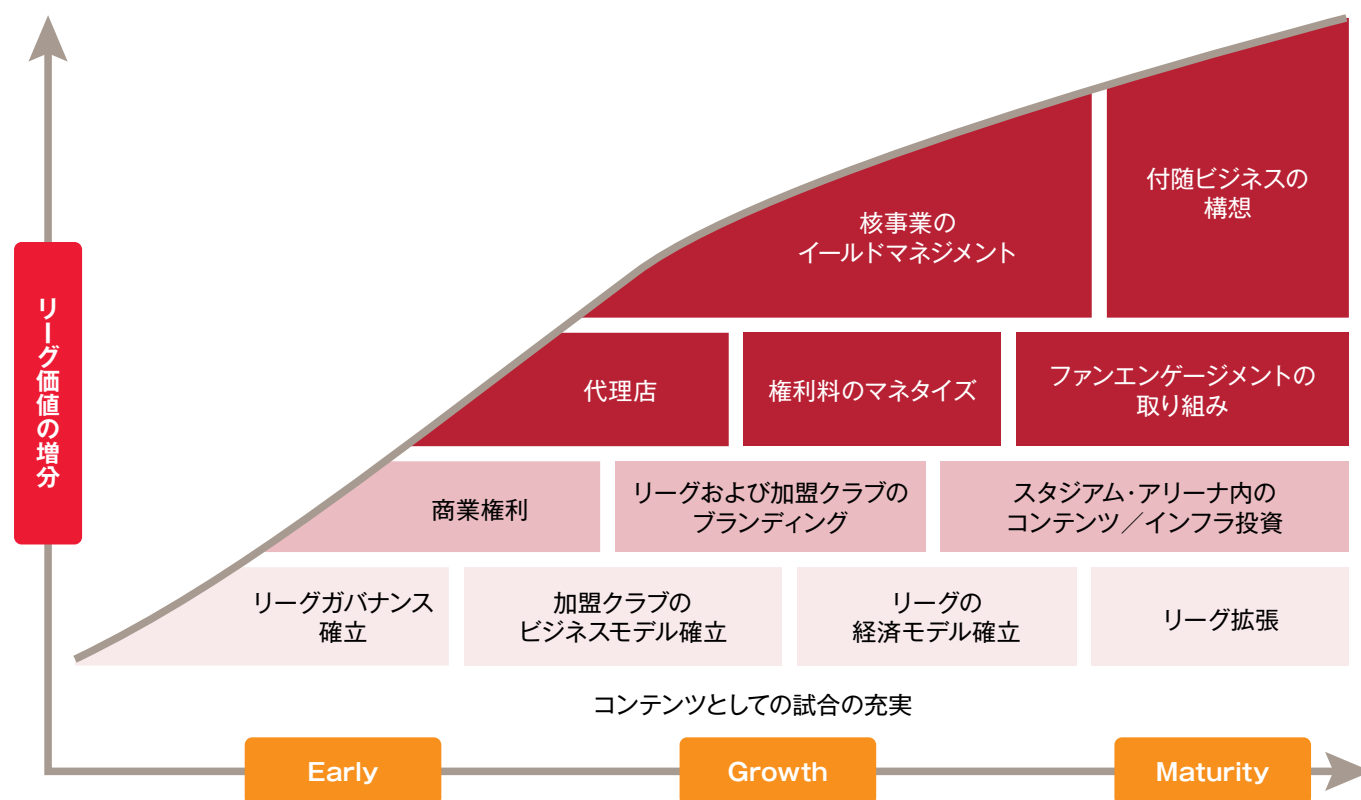 リーグ価値の増分
付随ビジネスの
構想
核事業の
イールドマネジメント
代理店
権利料のマネタイズ
ファンエンゲージメントの
取り組み
商業権利
リーグおよび加盟クラブの
ブランディング
スタジアム・アリーナ内の
コンテンツ／インフラ投資
リーグガバナンス
確立
加盟クラブの
ビジネスモデル確立
リーグの
経済モデル確立
リーグ拡張
コンテンツとしての試合の充実
Early
Growth
Maturity